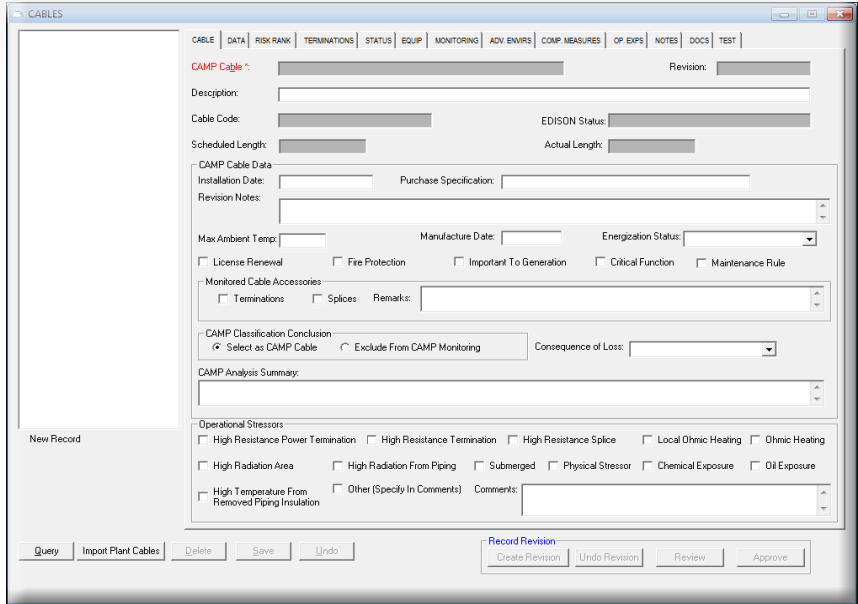 CABLES
CABLE DATA RISK RANK TERMINATIONS STATUS EQUIP MONITORING ADV. ENVIRS COMP. MEASURES OP. EXPS NOTES DOCS TEST
CAMP Cable *: Revision:
Description:
Cable Code: EDISON Status:
Scheduled Length: Actual Length:
CAMP Cable Data
Installation Date: Purchase Specification:
Revision Notes:
Max Ambient Temp: Manufacture Date: Energization Status:
License Renewal Fire Protection Important To Generation Critical Function Maintenance Rule
Monitored Cable Accessories
Terminations Splices Remarks:
CAMP Classification Conclusion
Select as CAMP Cable Exclude From CAMP Monitoring Consequence of Loss:
CAMP Analysis Summary:
Operational Stressors
New Record
High Resistance Power Termination High Resistance Termination High Resistance Splice Local Ohmic Heating Ohmic Heating
High Radiation Area High Radiation From Piping Submerged Physical Stressor Chemical Exposure Oil Exposure
High Temperature From
Removed Piping Insulation
Other (Specify In Comments) Comments:
Record Revision
Query Import Plant Cables Delete Save Undo Create Revision Undo Revision Review Approve